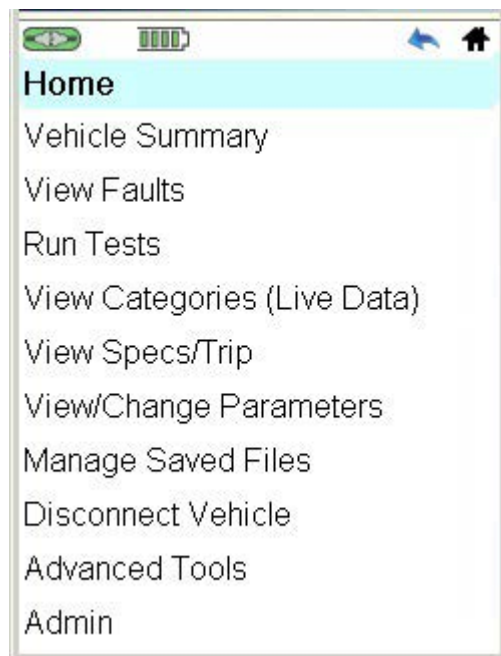 Home
Vehicle Summary
View Faults
Run Tests
View Categories (Live Data)
View Specs/Trip
View/Change Parameters
Manage Saved Files
Disconnect Vehicle
Advanced Tools
Admin